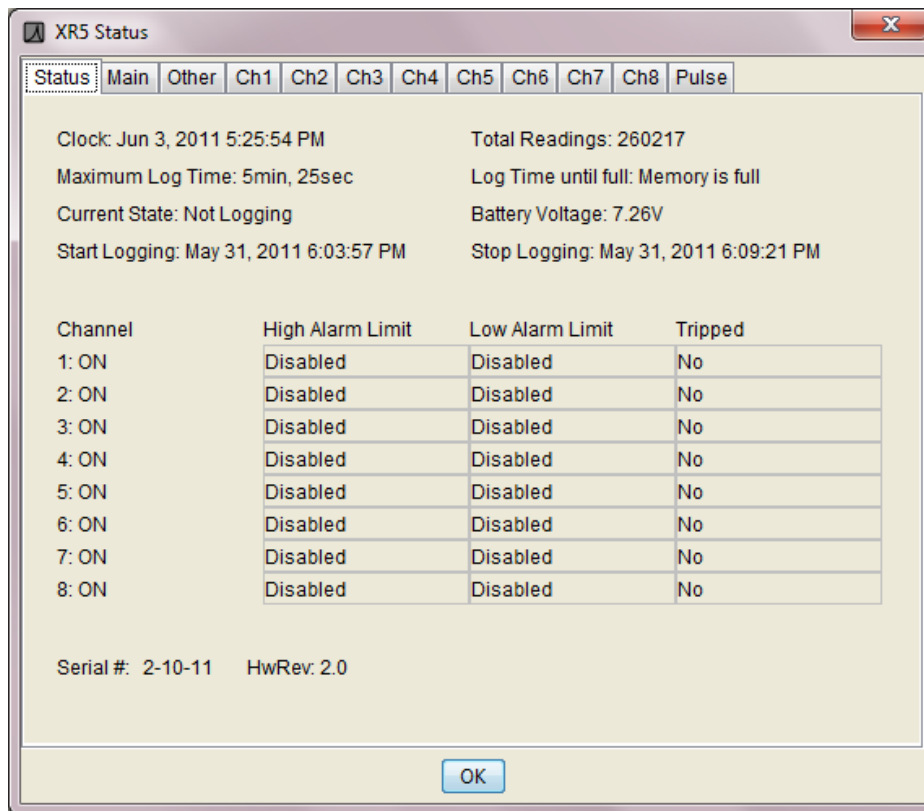 XR5 Status
X
Status Main Other Ch1 Ch2 Ch3 Ch4 Ch5 Ch6 Ch7 Ch8 Pulse
Clock: Jun 3, 2011 5:25:54 PM Total Readings: 260217
Maximum Log Time: 5min, 25sec Log Time until full: Memory is full
Current State: Not Logging Battery Voltage: 7.26V
Start Logging: May 31, 2011 6:03:57 PM Stop Logging: May 31, 2011 6:09:21 PM
Channel High Alarm Limit Low Alarm Limit Tripped
1: ON Disabled Disabled No
2: ON Disabled Disabled No
3: ON Disabled Disabled No
4: ON Disabled Disabled No
5: ON Disabled Disabled No
6: ON Disabled Disabled No
7: ON Disabled Disabled No
8: ON Disabled Disabled No
Serial #: 2-10-11 HwRev: 2.0
OK